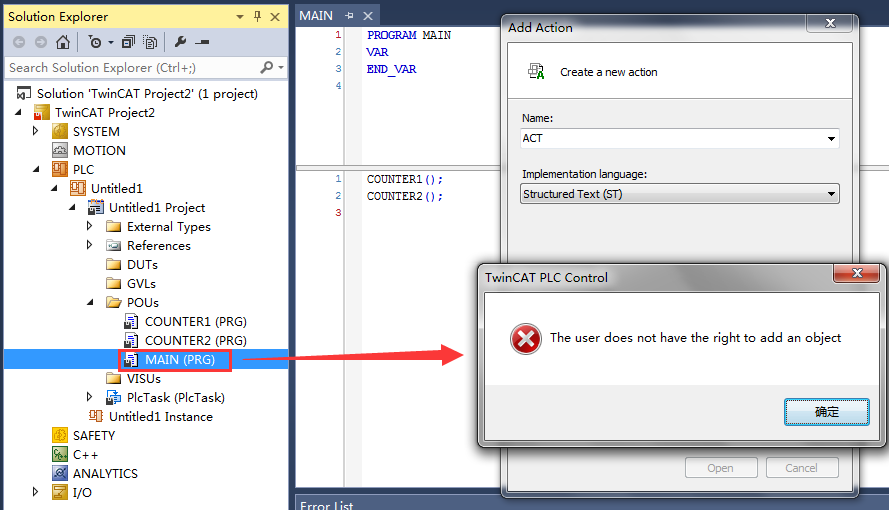 Solution Explorer
Search Solution Explorer (Ctrl+;)
Solution 'TwinCAT Project2' (1 project)
TwinCAT Project2
SYSTEM
MOTION
PLC
Untitled1
Untitled1 Project
External Types
References
DUTs
GVLs
POUs
COUNTER1 (PRG)
COUNTER2 (PRG)
MAIN (PRG)
VISUs
PlcTask (PlcTask)
Untitled1 Instance
SAFETY
C++
ANALYTICS
I/O
MAIN
1 PROGRAM MAIN
2 VAR
3 END_VAR
4
1 COUNTER1();
2 COUNTER2();
3
Error List
Add Action
Create a new action
Name:
ACT
Implementation language:
Structured Text (ST)
TwinCAT PLC Control
The user does not have the right to add an object
确定
Open
Cancel